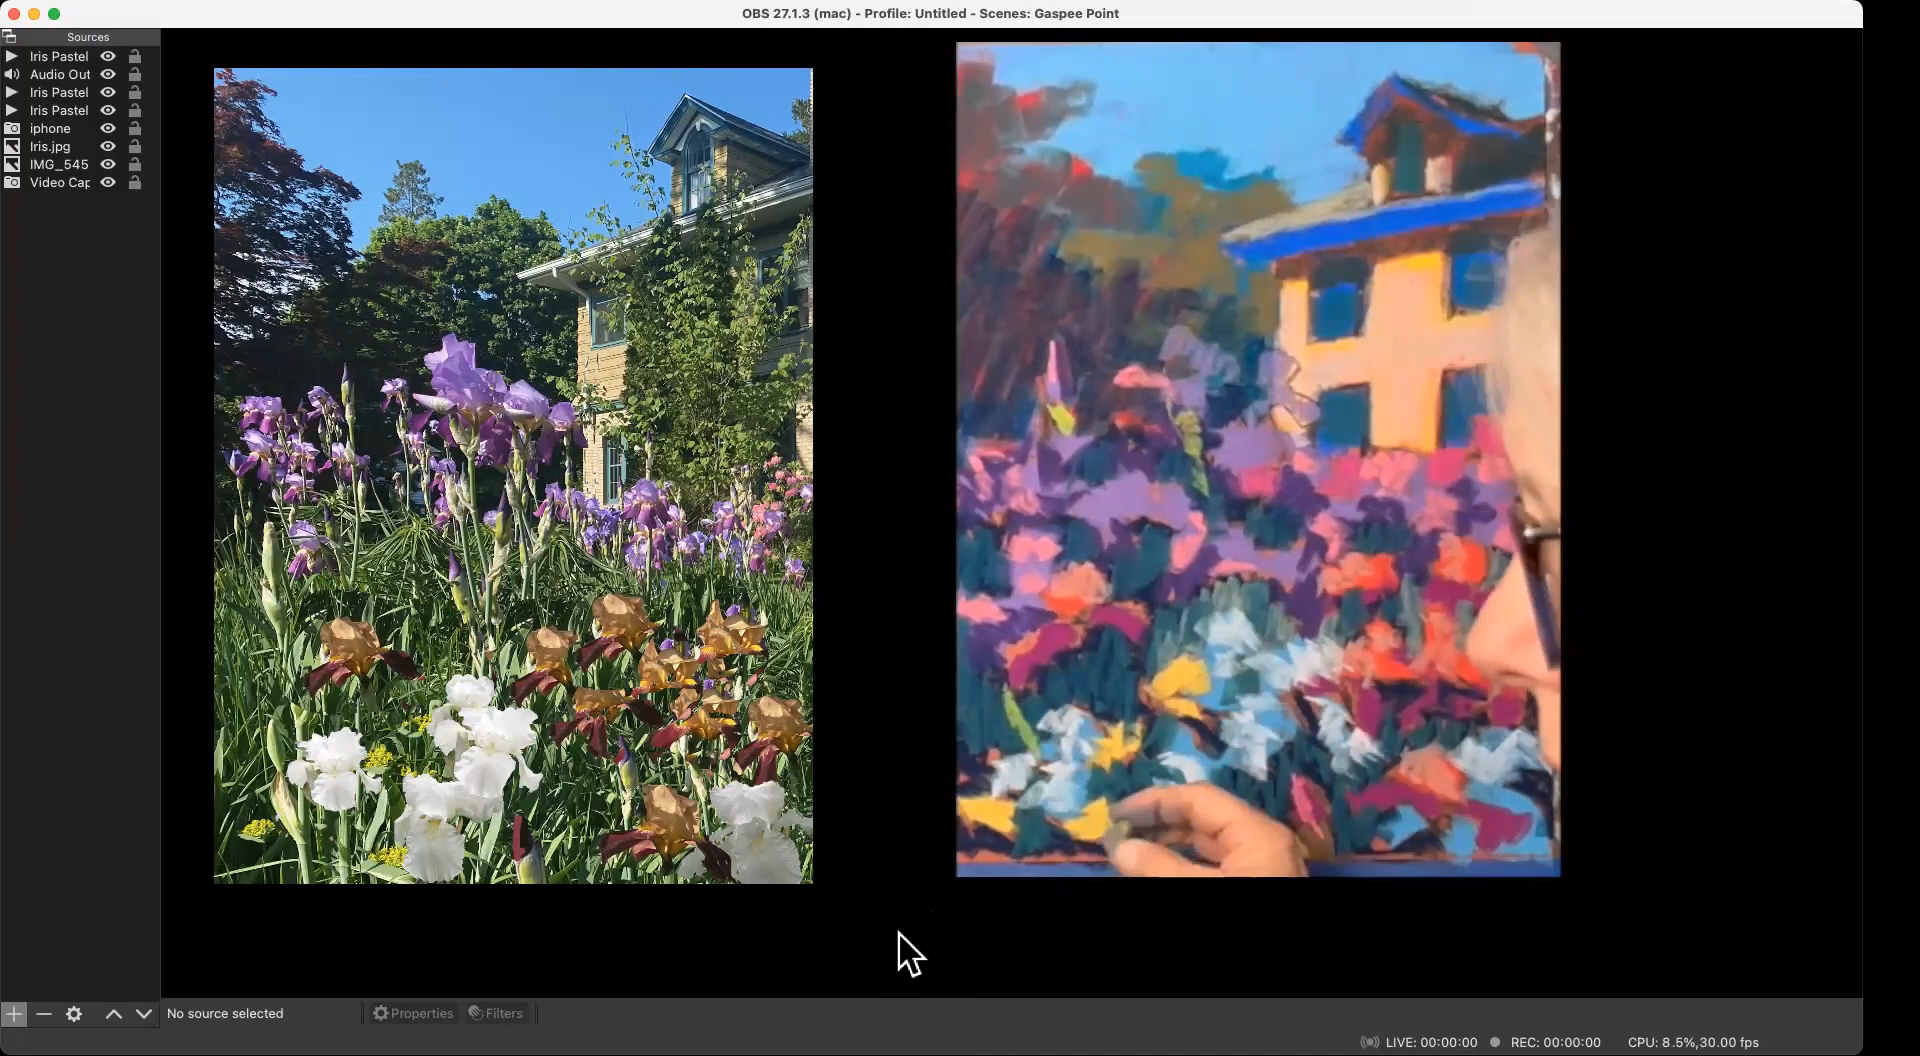 OBS 27.1.3 (mac) - Profile: Untitled - Scenes: Gaspee Point
Sources
Iris Pastel
Audio Out
Iris Pastel
Iris Pastel
iphone
Iris.jpg
IMG_545
Video Cap
No source selected
Properties
Filters
LIVE: 00:00:00
REC: 00:00:00
CPU: 8.5%,30.00 fps